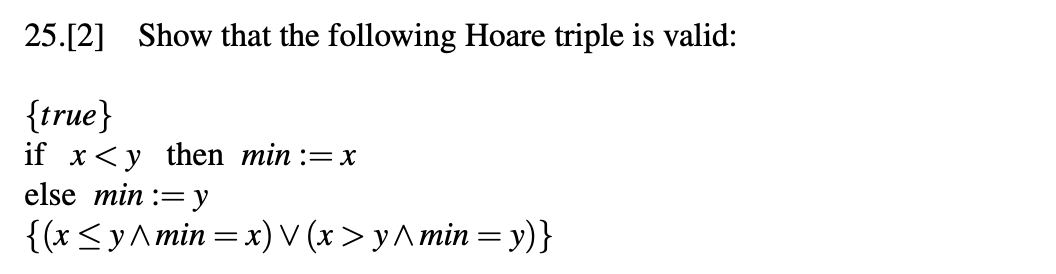 25.[2] Show that the following Hoare triple is valid:
{true}
if x < y then min := x
else min := y
{(x ≤ y ∧ min = x) ∨ (x > y ∧ min = y)}